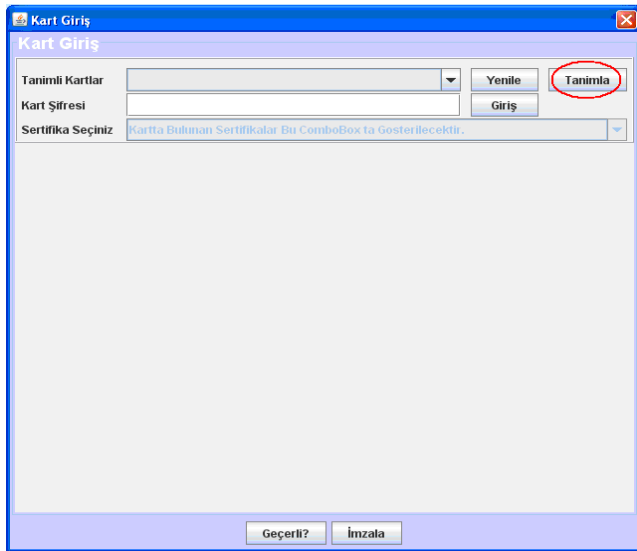 Kart Giriş
Kart Giriş
Tanimli Kartlar Yenile Tanimla
Kart Şifresi Giriş
Sertifika Seçiniz Kartta Bulunan Sertifikalar Bu ComboBox ta Gosterilecektir.
Geçerli? İmzala